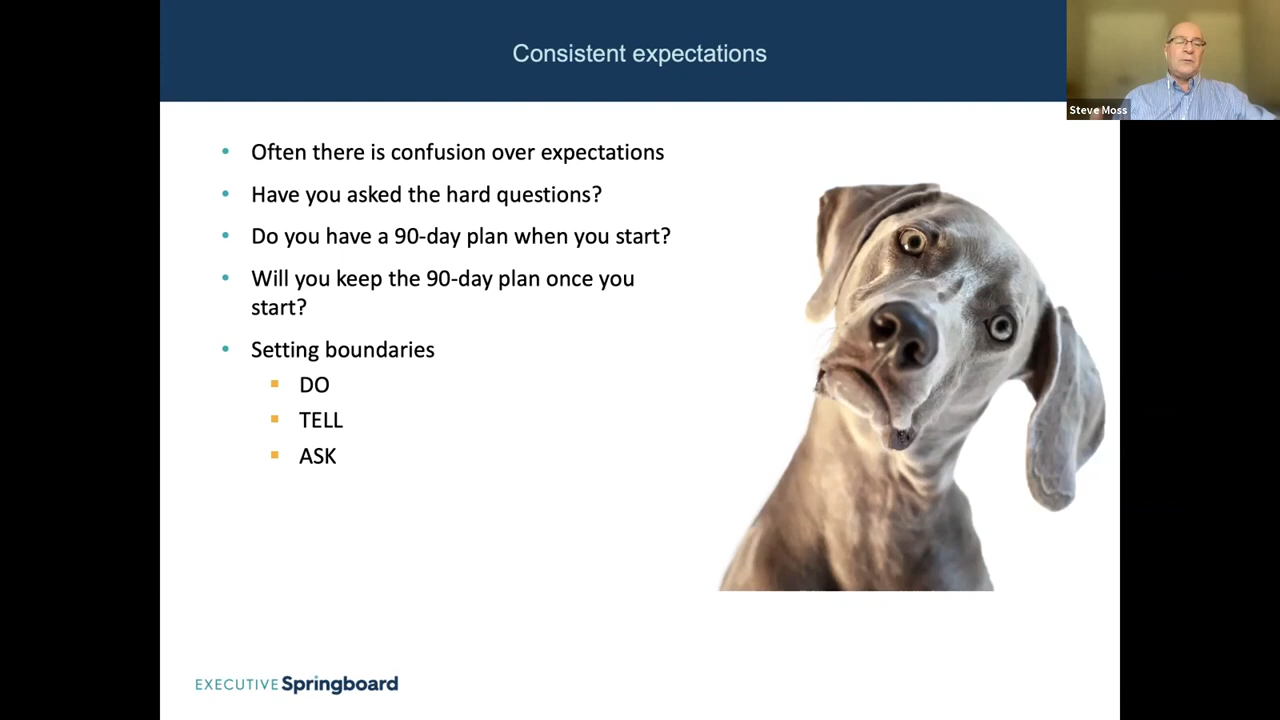 Consistent expectations
Steve Moss
Often there is confusion over expectations
Have you asked the hard questions?
Do you have a 90-day plan when you start?
Will you keep the 90-day plan once you
start?
Setting boundaries
DO
TELL
ASK
EXECUTIVE Springboard